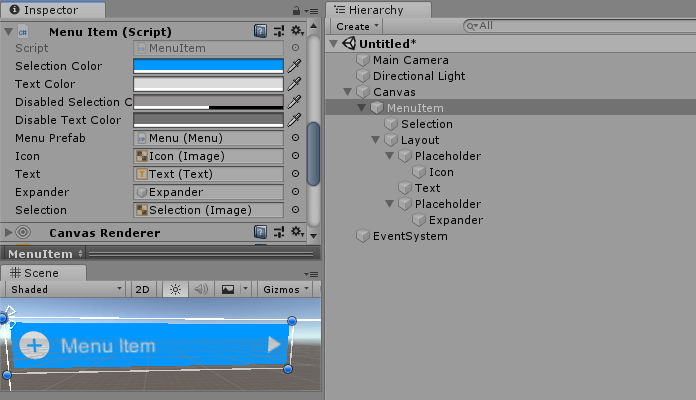 Inspector
Menu Item (Script)
Script MenuItem
Selection Color
Text Color
Disabled Selection C
Disable Text Color
Menu Prefab Menu (Menu)
Icon Icon (Image)
Text Text (Text)
Expander Expander
Selection Selection (Image)
Canvas Renderer
MenuItem
Scene
Shaded 2D Gizmos
Menu Item
Hierarchy
Create All
Untitled*
Main Camera
Directional Light
Canvas
MenuItem
Selection
Layout
Placeholder
Icon
Text
Placeholder
Expander
EventSystem